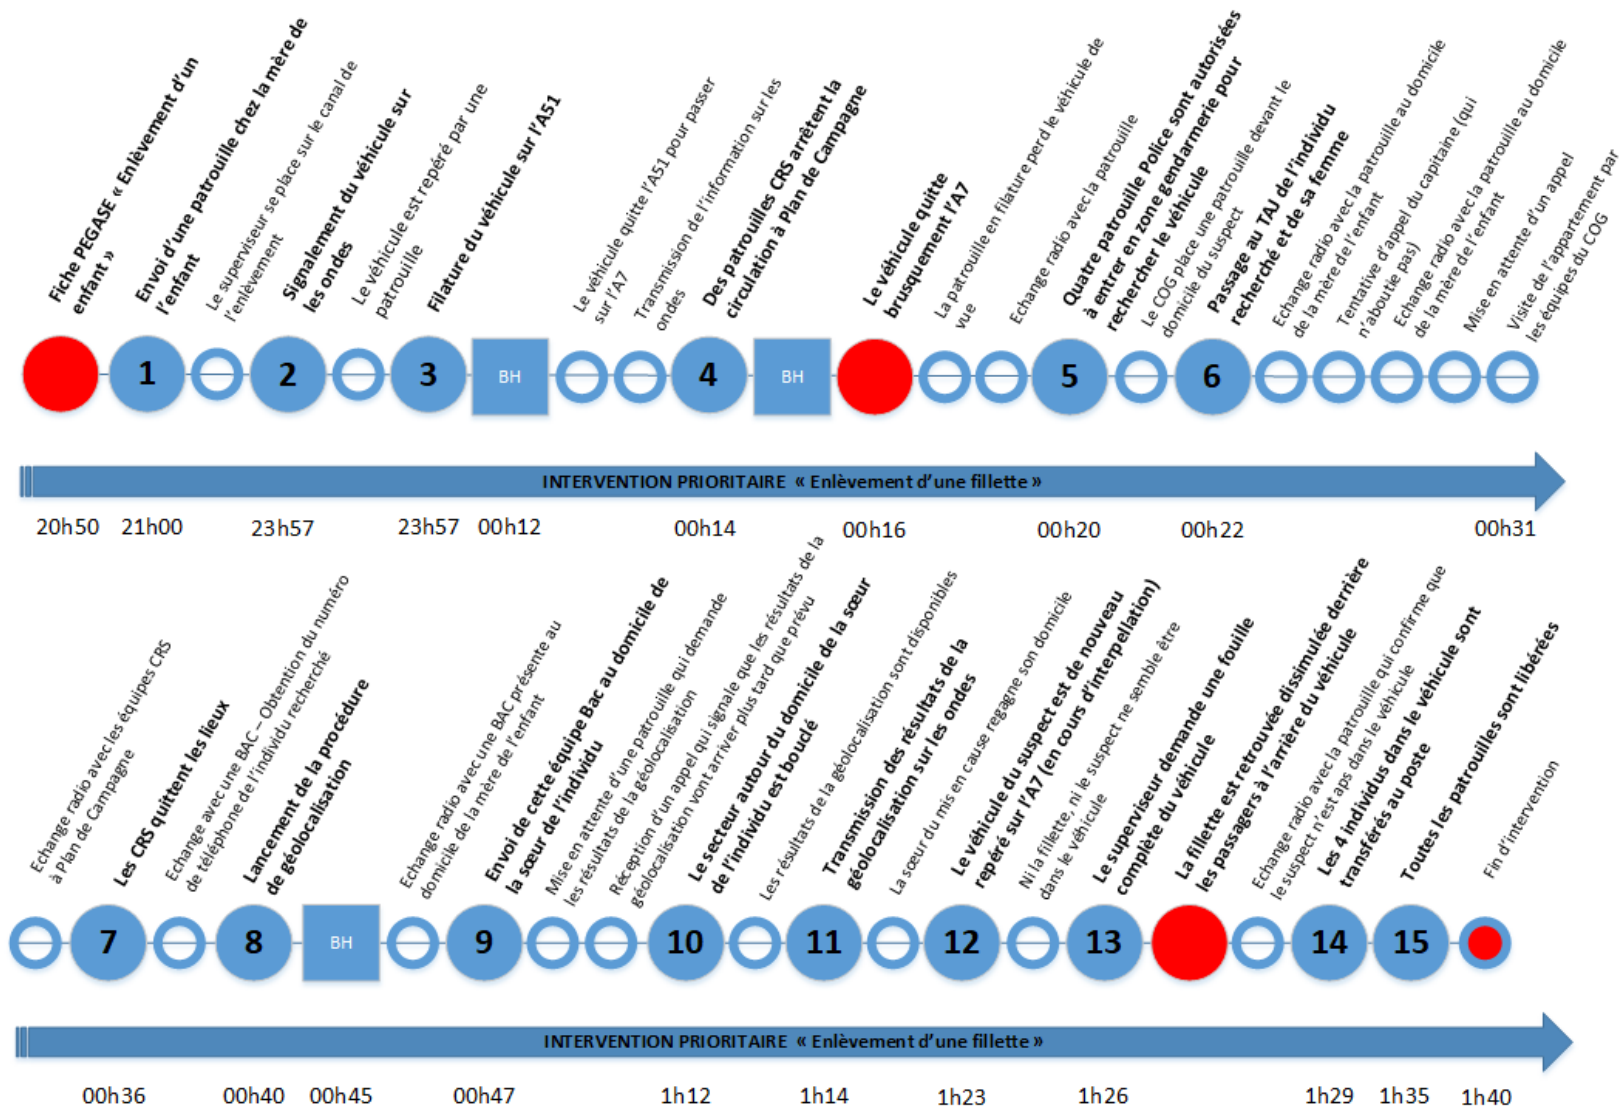 Fiche PEGASE « Enlèvement d'un
enfant »
Envoi d'une patrouille chez la mère de
l'enfant
Le superviseur se place sur le canal de
l'enlèvement
Signalement du véhicule sur
les ondes
Le véhicule est repéré par une
patrouille
Filature du véhicule sur l'A51
Le véhicule quitte l'A51 pour passer
sur l'A7
Transmission de l'information sur les
ondes
Des patrouilles CRS arrêtent la
circulation à Plan de Campagne
Le véhicule quitte
brusquement l'A7
La patrouille en filature perd le véhicule de
vue
Echange radio avec la patrouille
Quatre patrouille Police sont autorisées
à entrer en zone gendarmerie pour
rechercher le véhicule
Le COG place une patrouille devant le
domicile du suspect
Passage au TAJ de l'individu
recherché et de sa femme
Echange radio avec la patrouille au domicile
de la mère de l'enfant
Tentative d'appel du capitaine (qui
n'aboutie pas)
Echange radio avec la patrouille au domicile
de la mère de l'enfant
Mise en attente d'un appel
Visite de l'appartement par
les équipes du COG
1
2
3
BH
4
BH
5
6
INTERVENTION PRIORITAIRE « Enlèvement d'une fillette »
20h50
21h00
23h57
23h57
00h12
00h14
00h16
00h20
00h22
00h31
Echange radio avec les équipes CRS
à Plan de Campagne
Les CRS quittent les lieux
Echange avec une BAC – Obtention du numéro
de téléphone de l'individu recherché
Lancement de la procédure
de géolocalisation
Echange radio avec une BAC présente au
domicile de la mère de l'enfant
Envoi de cette équipe Bac au domicile de
la sœur de l'individu
Mise en attente d'une patrouille qui demande
les résultats de la géolocalisation
Réception d'un appel qui signale que les résultats de la
géolocalisation vont arriver plus tard que prévu
Le secteur autour du domicile de la sœur
de l'individu est bouclé
Les résultats de la géolocalisation sont disponibles
Transmission des résultats de la
géolocalisation sur les ondes
La sœur du mis en cause regagne son domicile
Le véhicule du suspect est de nouveau
repéré sur l'A7 (en cours d'interpellation)
Ni la fillette, ni le suspect ne semble être
dans le véhicule
Le superviseur demande une fouille
complète du véhicule
La fillette est retrouvée dissimulée derrière
les passagers à l'arrière du véhicule
Echange radio avec la patrouille qui confirme que
le suspect n'est aps dans le véhicule
Les 4 individus dans le véhicule sont
transférés au poste
Toutes les patrouilles sont libérées
Fin d'intervention
7
8
BH
9
10
11
12
13
14
15
INTERVENTION PRIORITAIRE « Enlèvement d'une fillette »
00h36
00h40
00h45
00h47
1h12
1h14
1h23
1h26
1h29
1h35
1h40